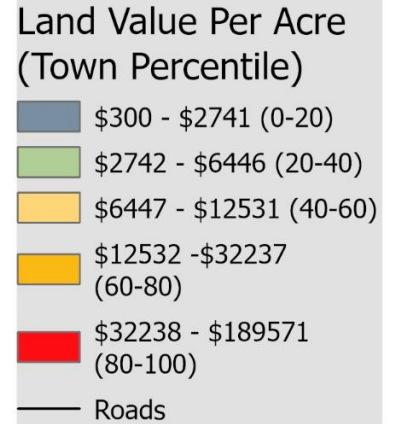 Land Value Per Acre
(Town Percentile)
$300 - $2741 (0-20)
$2742 - $6446 (20-40)
$6447 - $12531 (40-60)
$12532 -$32237
(60-80)
$32238 - $189571
(80-100)
Roads